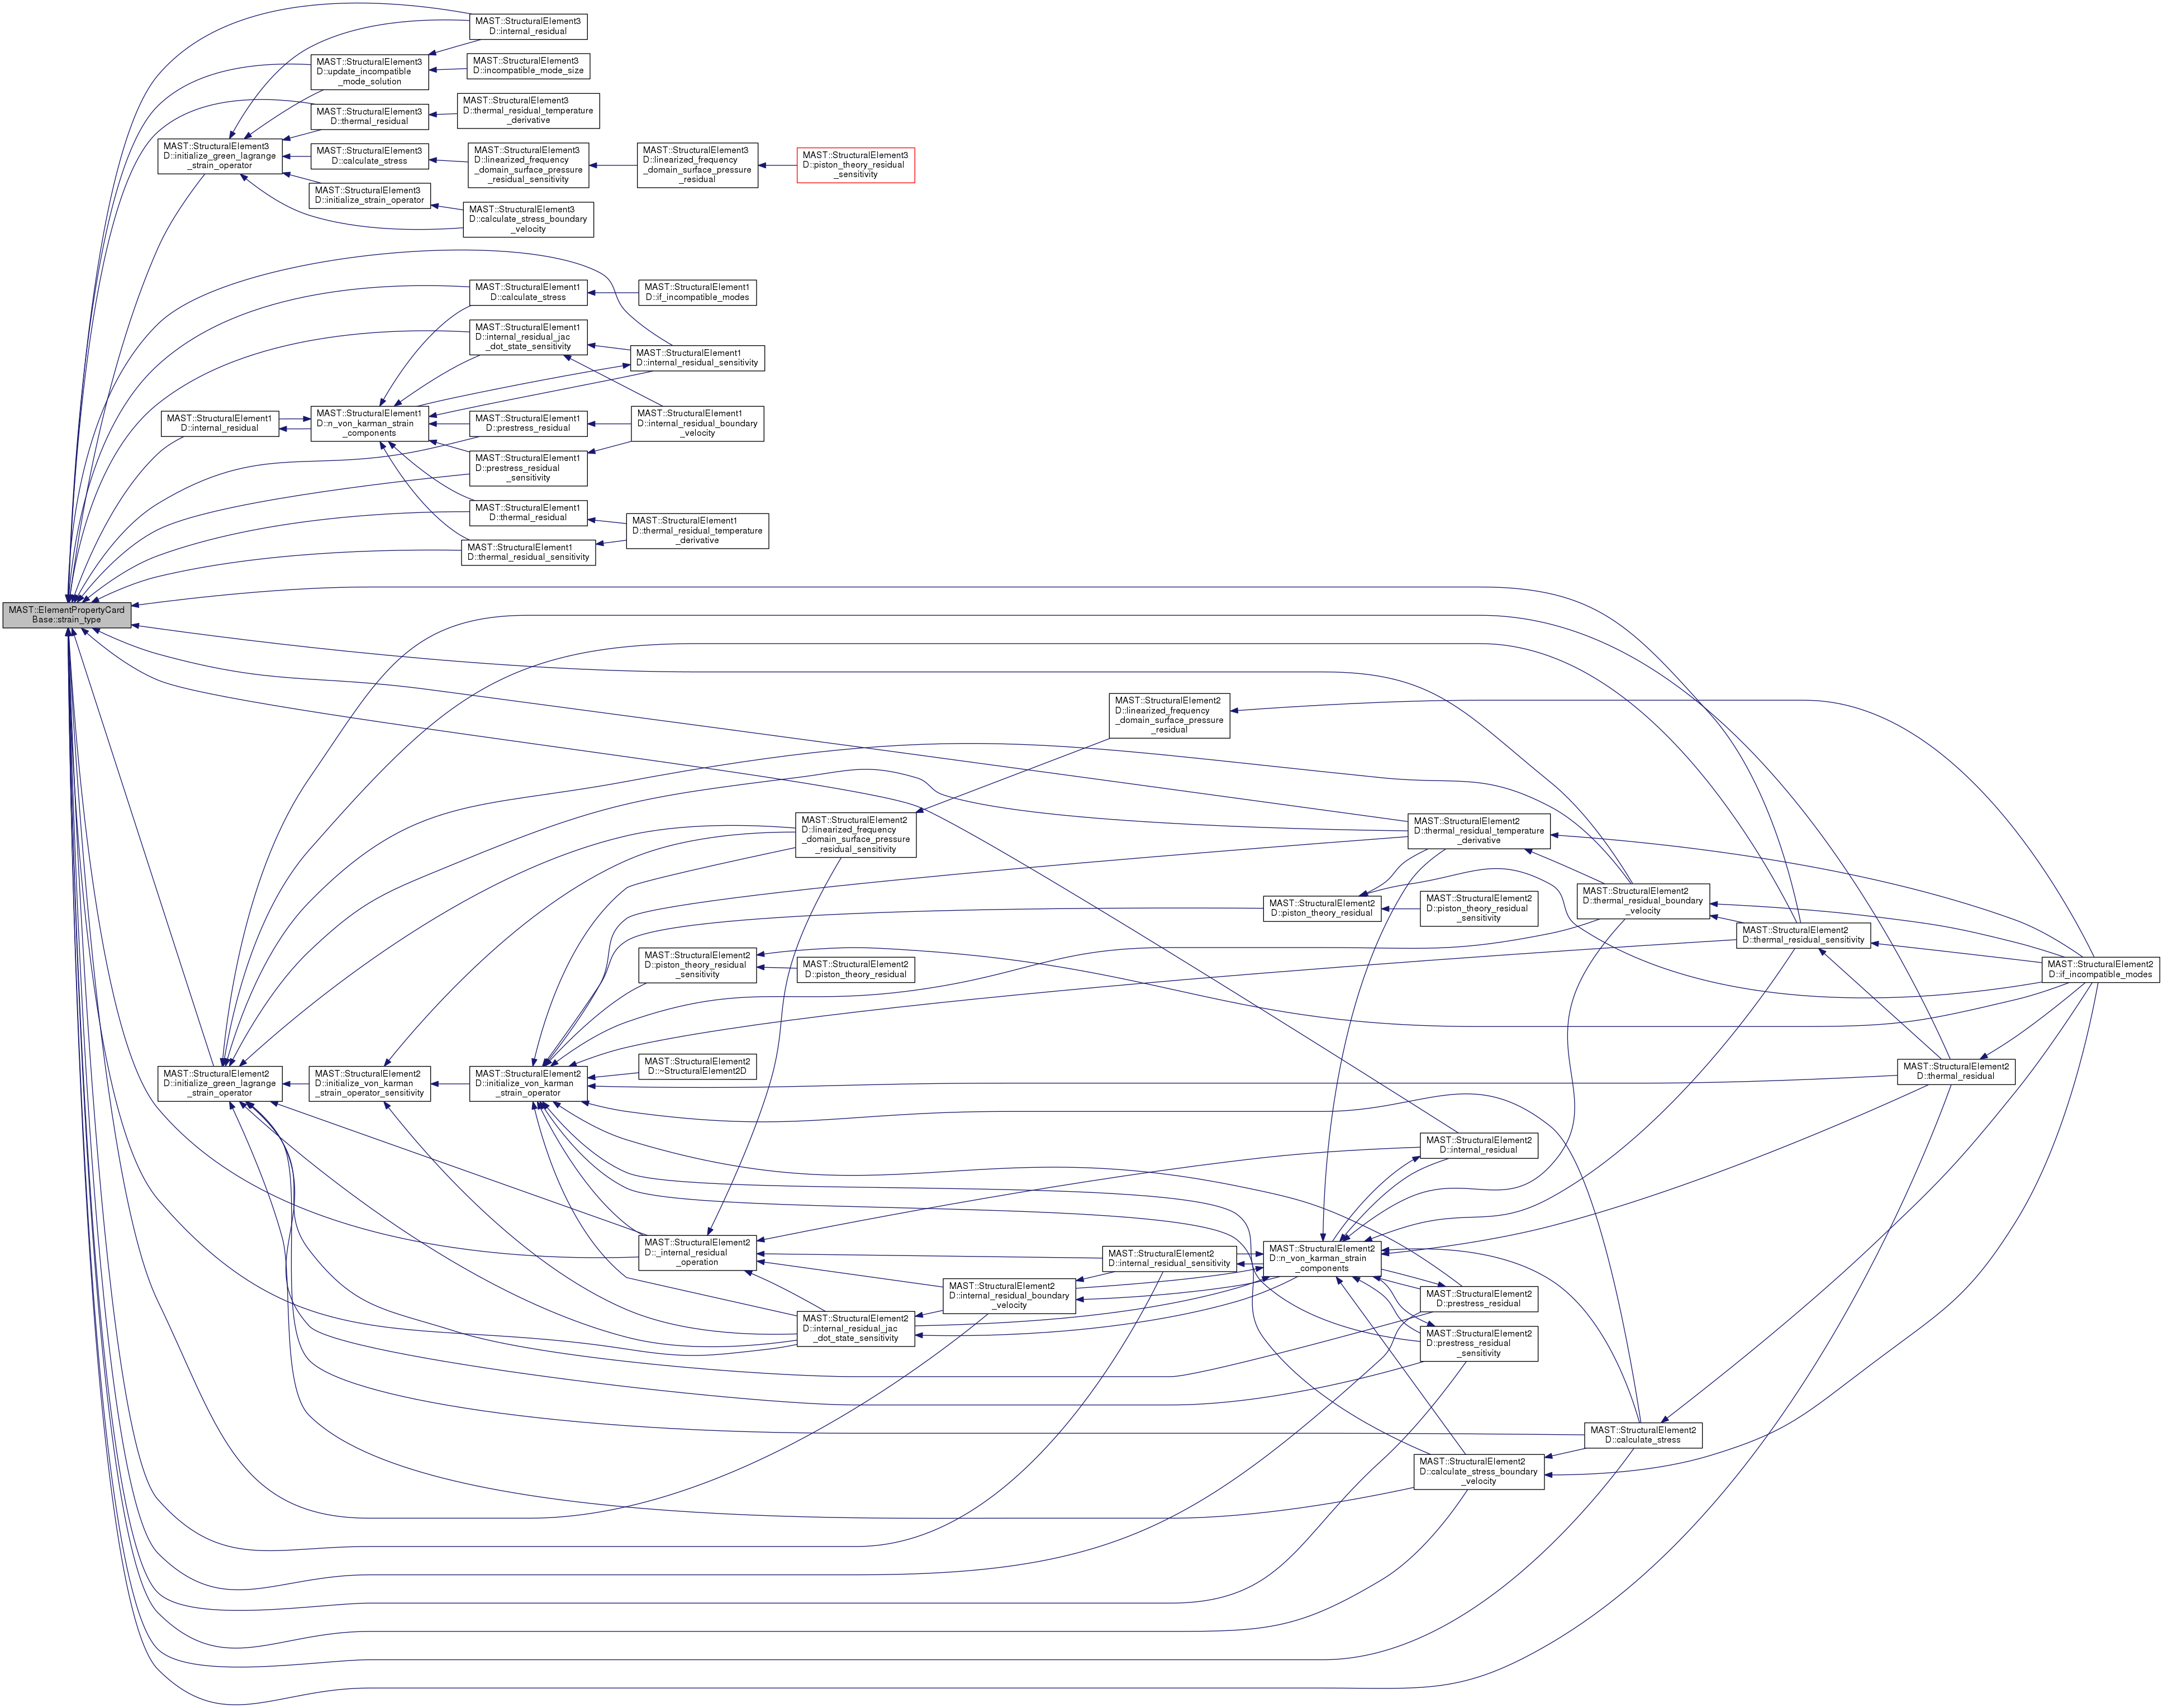 MAST::StructuralElement3
D::internal_residual
MAST::StructuralElement3
D::update_incompatible
_mode_solution
MAST::StructuralElement3
D::incompatible_mode_size
MAST::StructuralElement3
D::thermal_residual
MAST::StructuralElement3
D::thermal_residual_temperature
_derivative
MAST::StructuralElement3
D::initialize_green_lagrange
_strain_operator
MAST::StructuralElement3
D::calculate_stress
MAST::StructuralElement3
D::linearized_frequency
_domain_surface_pressure
_residual_sensitivity
MAST::StructuralElement3
D::linearized_frequency
_domain_surface_pressure
_residual
MAST::StructuralElement3
D::piston_theory_residual
_sensitivity
MAST::StructuralElement3
D::initialize_strain_operator
MAST::StructuralElement3
D::calculate_stress_boundary
_velocity
MAST::StructuralElement1
D::calculate_stress
MAST::StructuralElement1
D::if_incompatible_modes
MAST::StructuralElement1
D::internal_residual_jac
_dot_state_sensitivity
MAST::StructuralElement1
D::internal_residual_sensitivity
MAST::StructuralElement1
D::internal_residual
MAST::StructuralElement1
D::n_von_karman_strain
_components
MAST::StructuralElement1
D::prestress_residual
MAST::StructuralElement1
D::internal_residual_boundary
_velocity
MAST::StructuralElement1
D::prestress_residual
_sensitivity
MAST::StructuralElement1
D::thermal_residual
MAST::StructuralElement1
D::thermal_residual_temperature
_derivative
MAST::StructuralElement1
D::thermal_residual_sensitivity
MAST::ElementPropertyCard
Base::strain_type
MAST::StructuralElement2
D::linearized_frequency
_domain_surface_pressure
_residual
MAST::StructuralElement2
D::linearized_frequency
_domain_surface_pressure
_residual_sensitivity
MAST::StructuralElement2
D::thermal_residual_temperature
_derivative
MAST::StructuralElement2
D::piston_theory_residual
MAST::StructuralElement2
D::piston_theory_residual
_sensitivity
MAST::StructuralElement2
D::thermal_residual_boundary
_velocity
MAST::StructuralElement2
D::thermal_residual_sensitivity
MAST::StructuralElement2
D::piston_theory_residual
_sensitivity
MAST::StructuralElement2
D::piston_theory_residual
MAST::StructuralElement2
D::if_incompatible_modes
MAST::StructuralElement2
D::initialize_green_lagrange
_strain_operator
MAST::StructuralElement2
D::initialize_von_karman
_strain_operator_sensitivity
MAST::StructuralElement2
D::initialize_von_karman
_strain_operator
MAST::StructuralElement2
D::~StructuralElement2D
MAST::StructuralElement2
D::thermal_residual
MAST::StructuralElement2
D::internal_residual
MAST::StructuralElement2
D::_internal_residual
_operation
MAST::StructuralElement2
D::internal_residual_sensitivity
MAST::StructuralElement2
D::n_von_karman_strain
_components
MAST::StructuralElement2
D::internal_residual_boundary
_velocity
MAST::StructuralElement2
D::prestress_residual
MAST::StructuralElement2
D::internal_residual_jac
_dot_state_sensitivity
MAST::StructuralElement2
D::prestress_residual
_sensitivity
MAST::StructuralElement2
D::calculate_stress
MAST::StructuralElement2
D::calculate_stress_boundary
_velocity